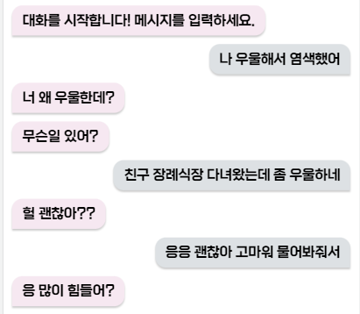 대화를 시작합니다! 메시지를 입력하세요.
나 우울해서 염색했어
너 왜 우울한데?
무슨일 있어?
친구 장례식장 다녀왔는데 좀 우울하네
헐 괜찮아??
응응 괜찮아 고마워 물어봐줘서
응 많이 힘들어?